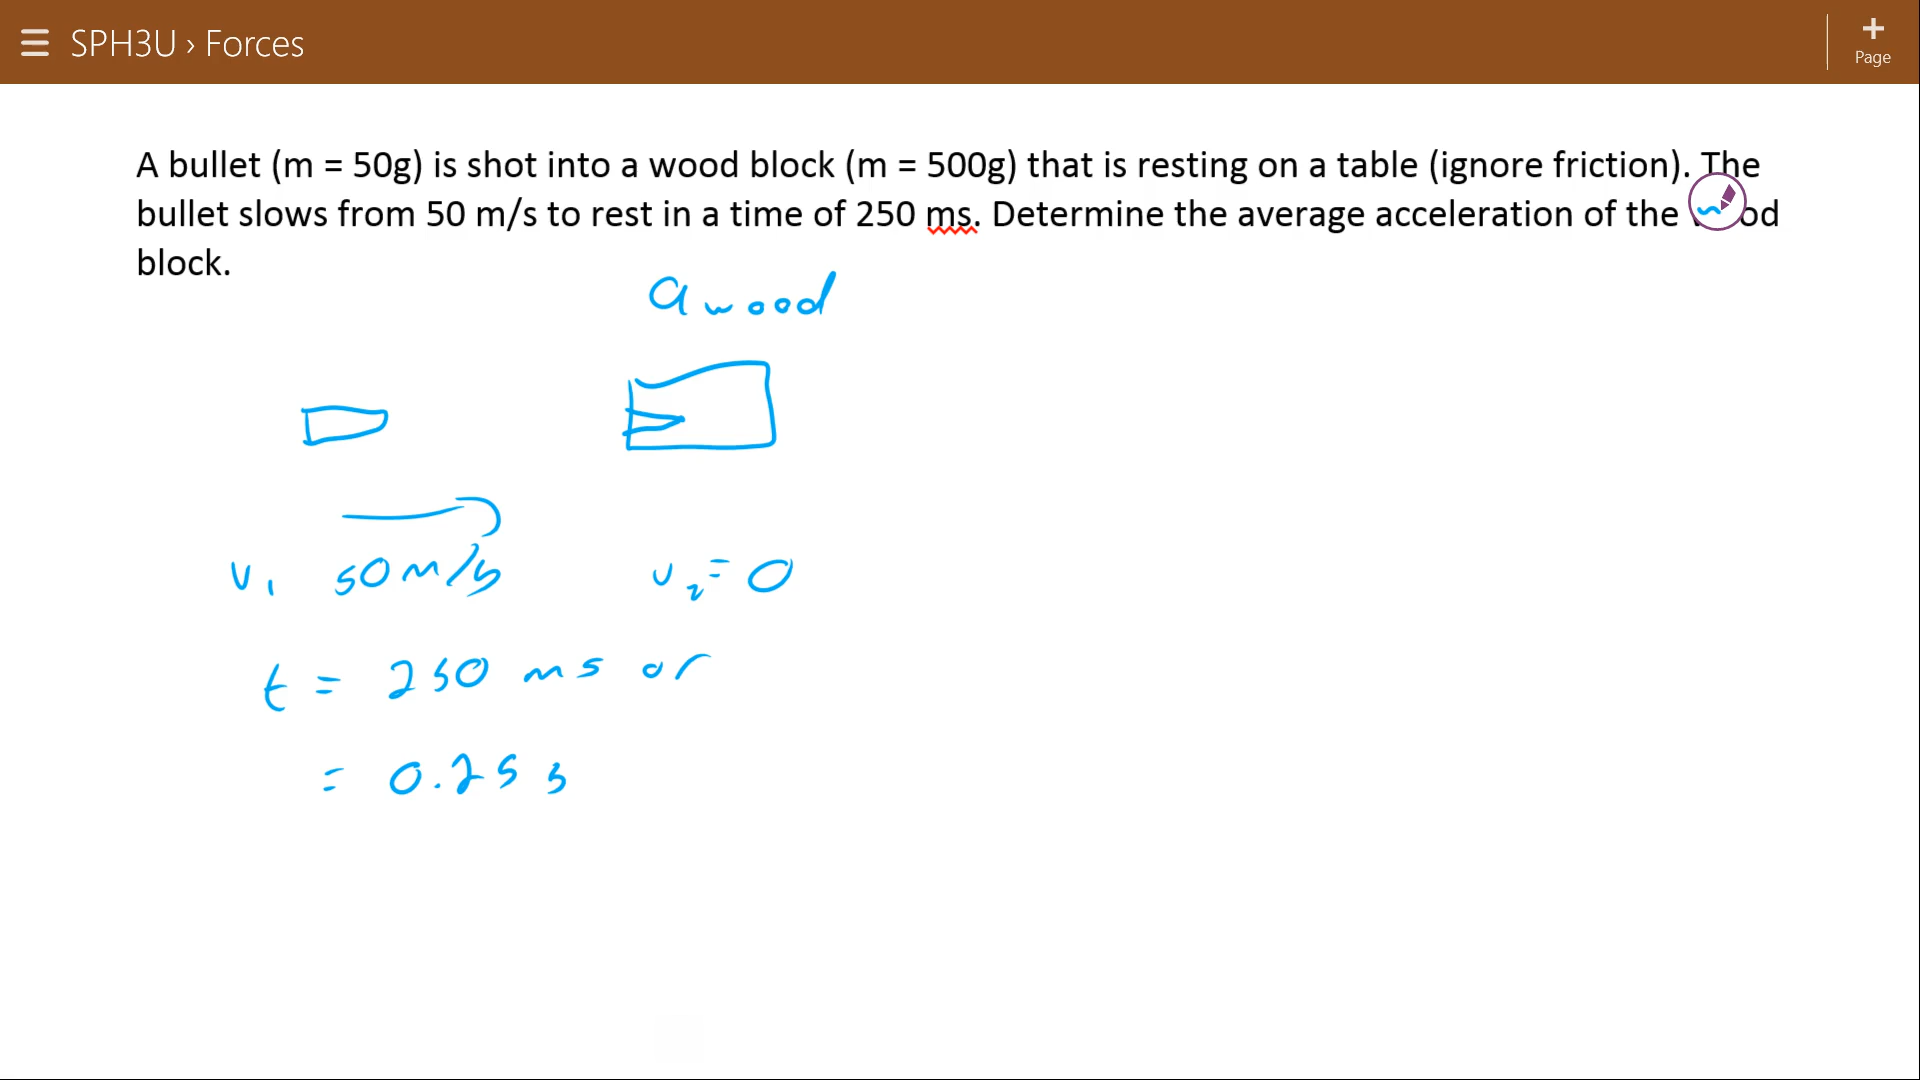 SPH3U › Forces
+
Page
A bullet (m = 50g) is shot into a wood block (m = 500g) that is resting on a table (ignore friction). The
bullet slows from 50 m/s to rest in a time of 250 ms. Determine the average acceleration of the
block.
a wood
v1 50 m/s v2 = 0
t = 250 ms or
= 0.25 s